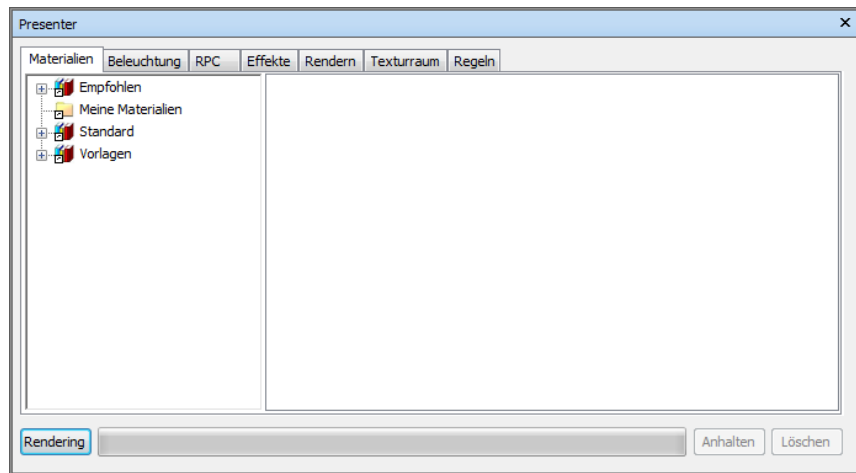 Presenter
Materialien Beleuchtung RPC Effekte Rendern Texturraum Regeln
Empfohlen
Meine Materialien
Standard
Vorlagen
Rendering Anhalten Löschen